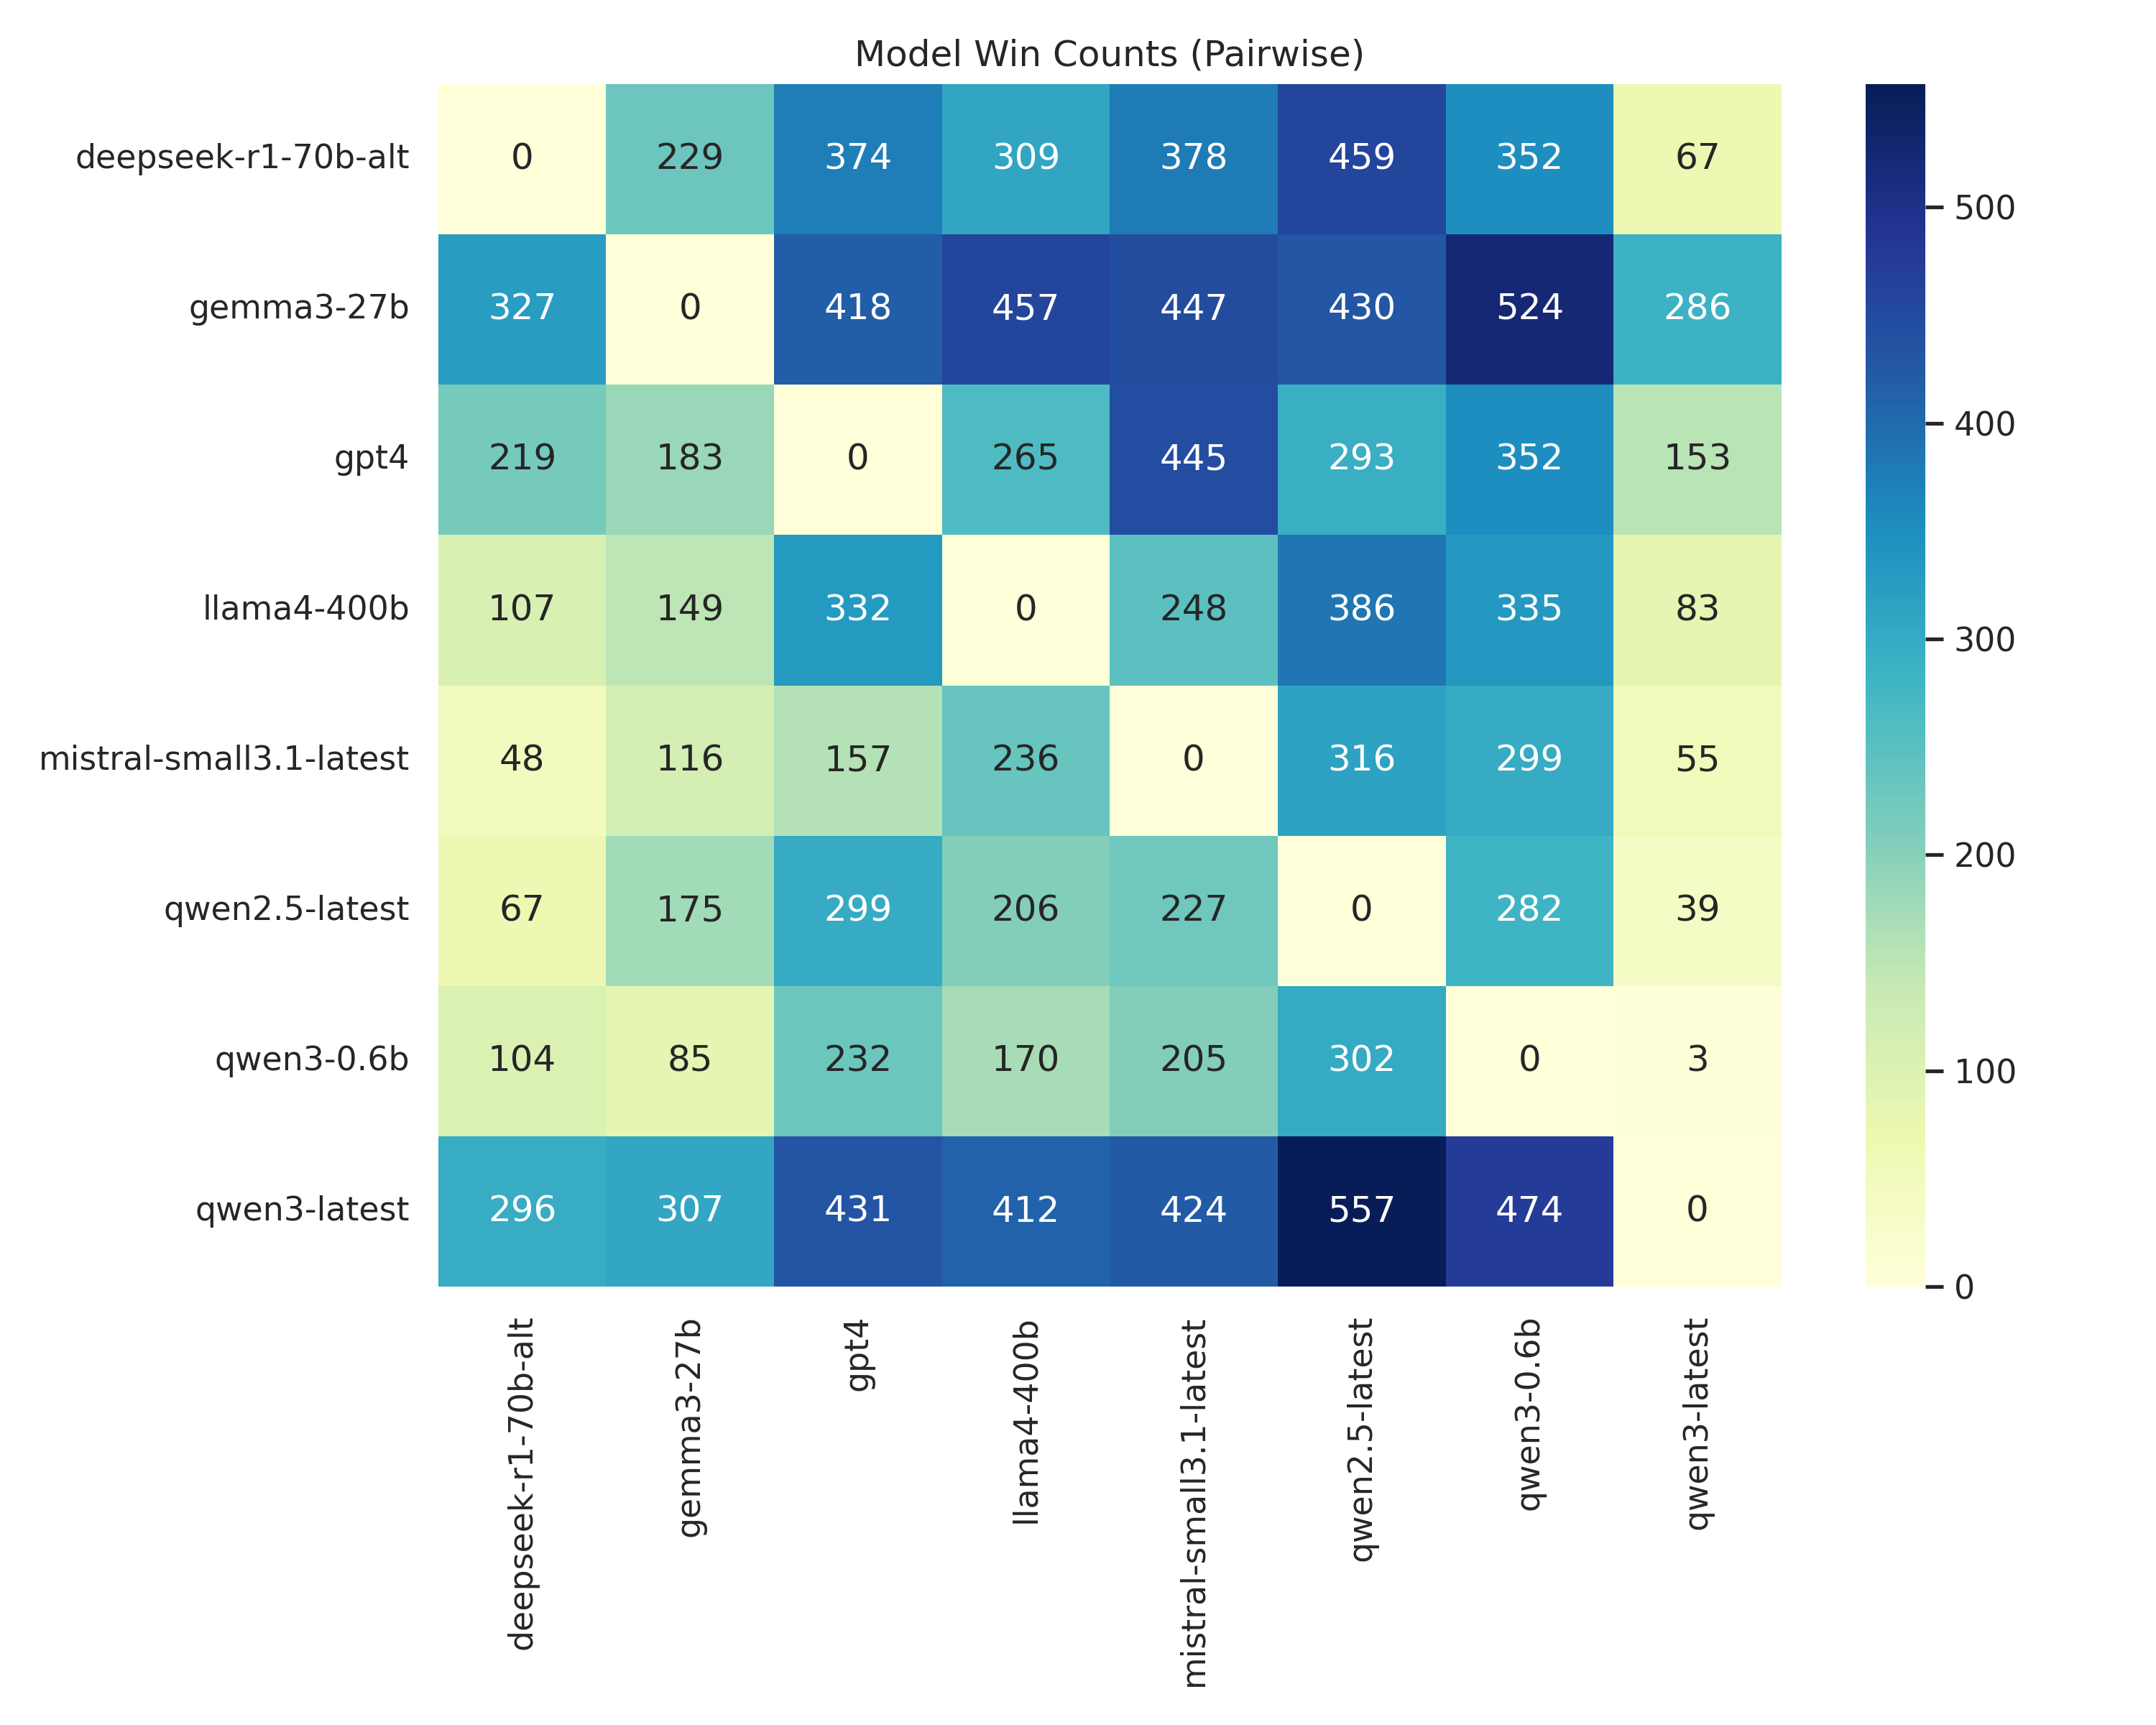 Model Win Counts (Pairwise)
deepseek-r1-70b-alt 0 229 374 309 378 459 352 67
gemma3-27b 327 0 418 457 447 430 524 286
gpt4 219 183 0 265 445 293 352 153
llama4-400b 107 149 332 0 248 386 335 83
mistral-small3.1-latest 48 116 157 236 0 316 299 55
qwen2.5-latest 67 175 299 206 227 0 282 39
qwen3-0.6b 104 85 232 170 205 302 0 3
qwen3-latest 296 307 431 412 424 557 474 0
deepseek-r1-70b-alt
gemma3-27b
gpt4
llama4-400b
mistral-small3.1-latest
qwen2.5-latest
qwen3-0.6b
qwen3-latest
500
400
300
200
100
0